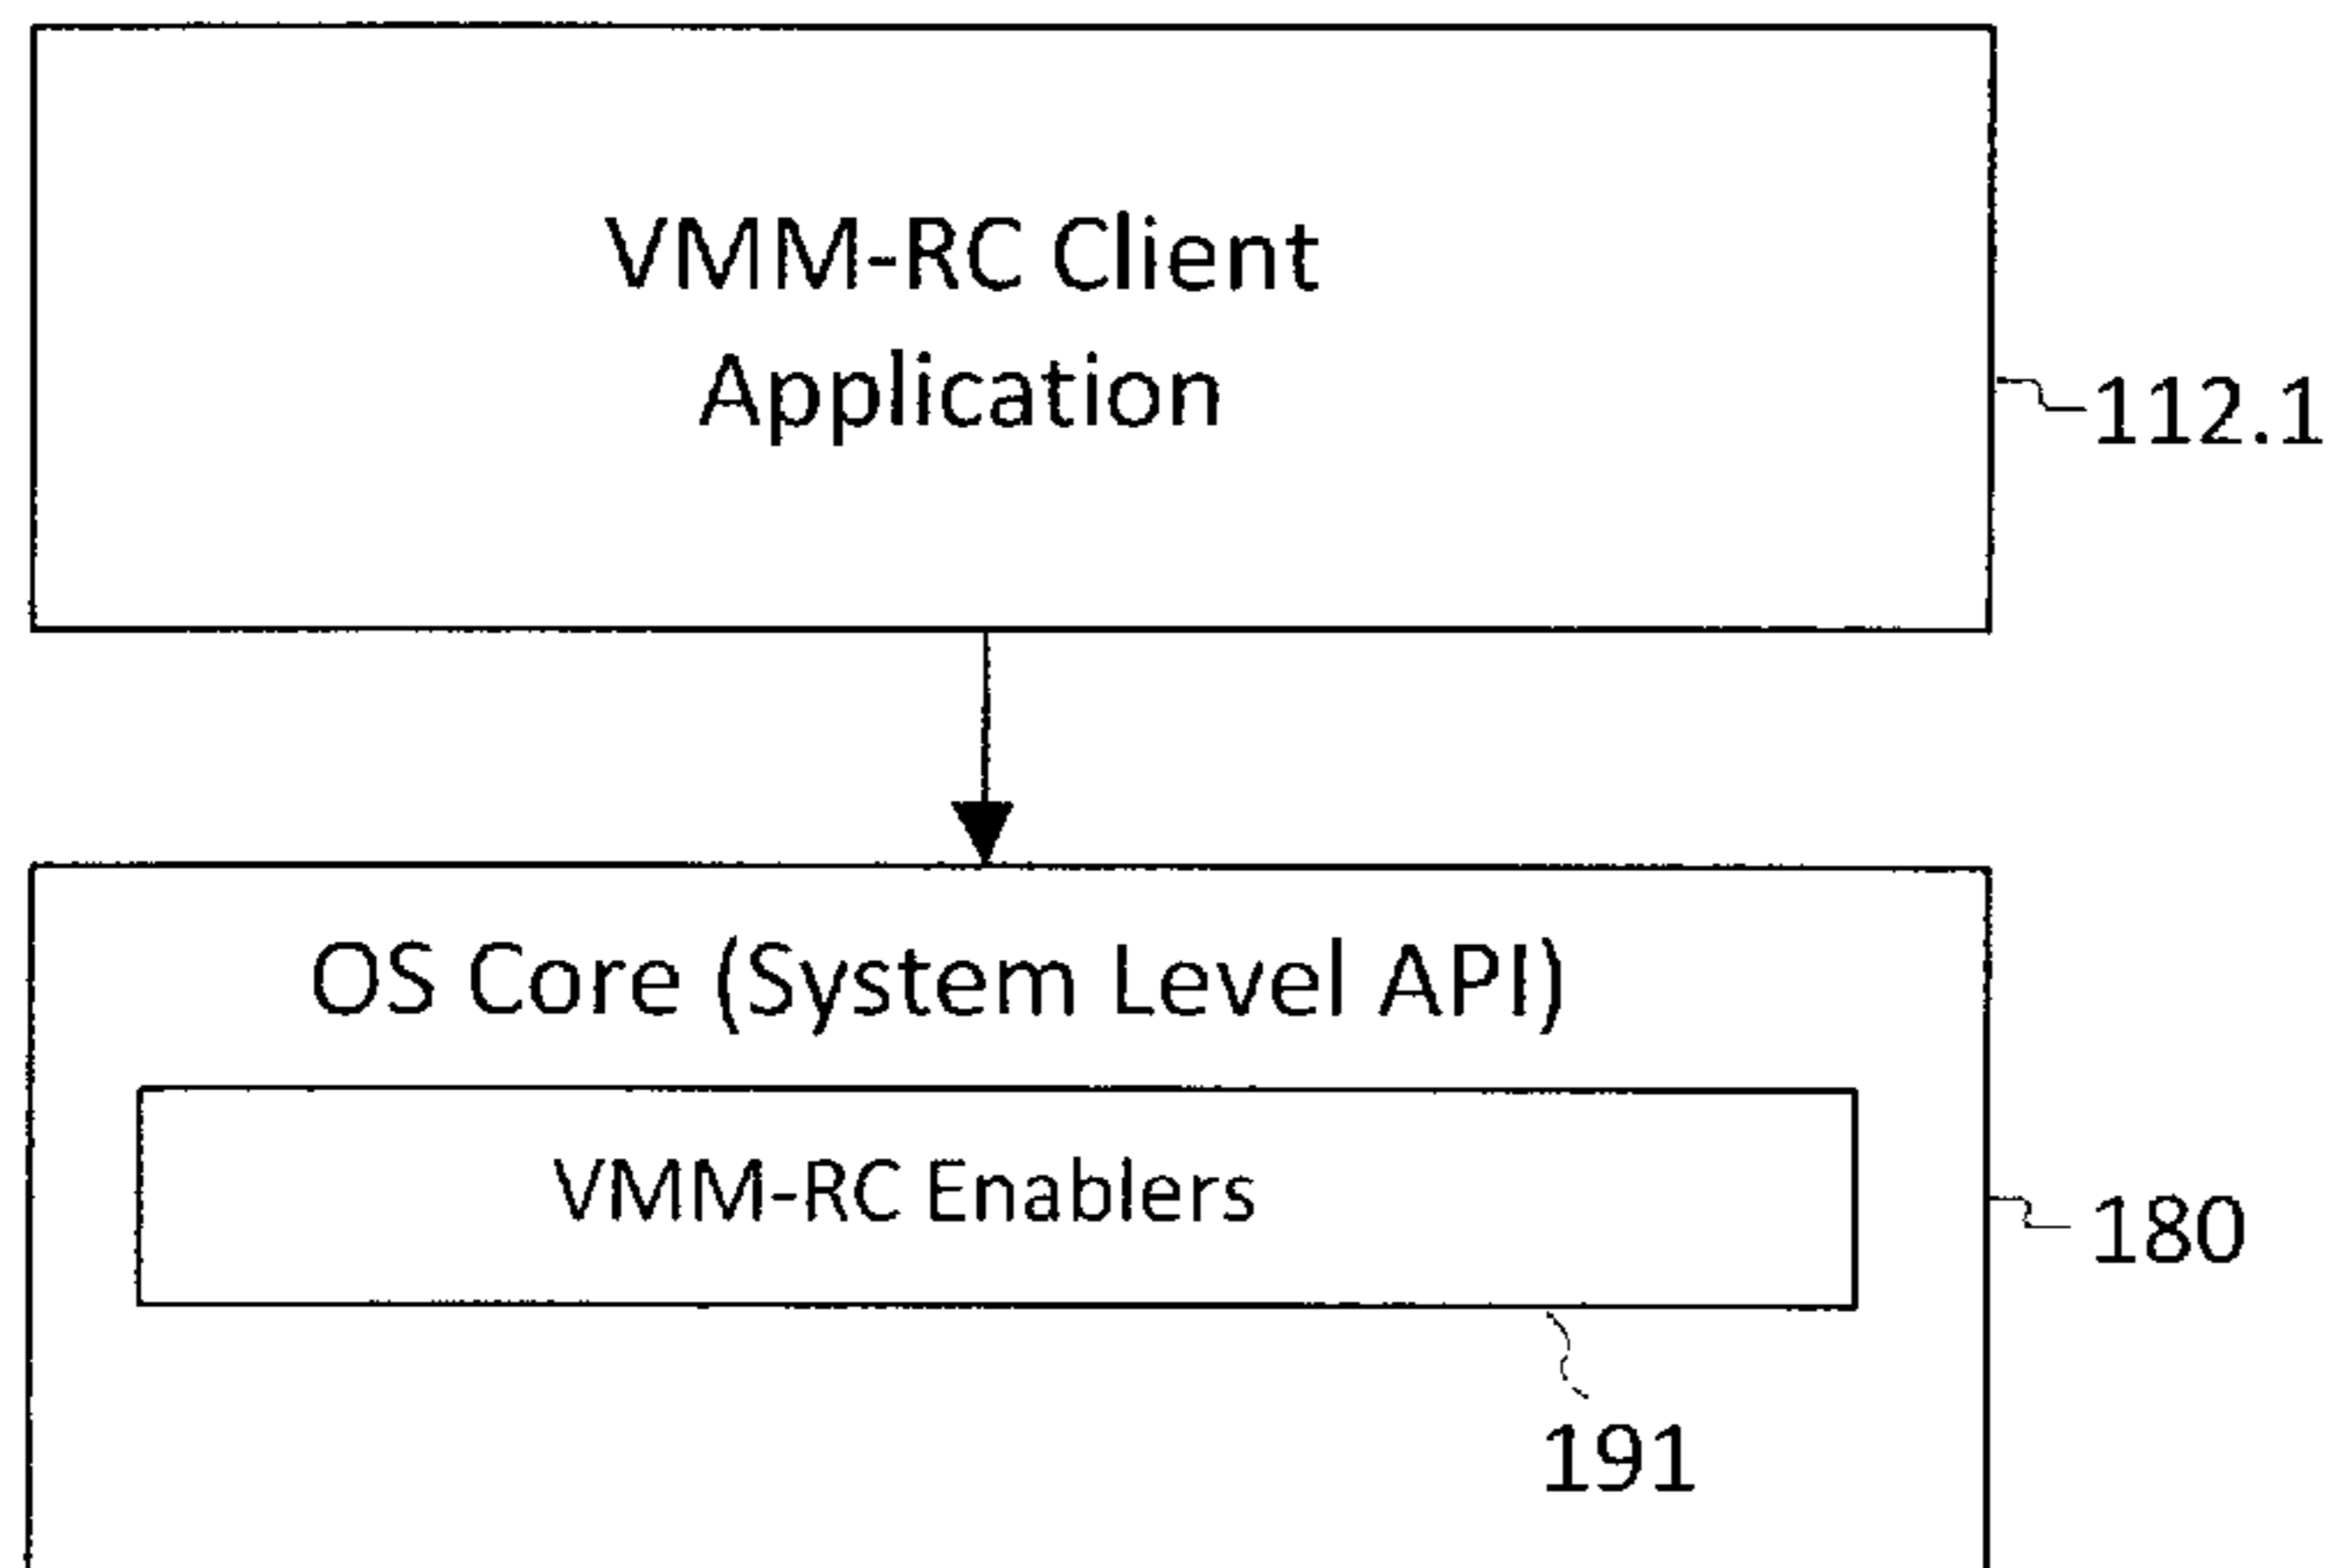 VMM-RC Client
Application
112.1
OS Core (System Level API)
VMM-RC Enablers
180
191